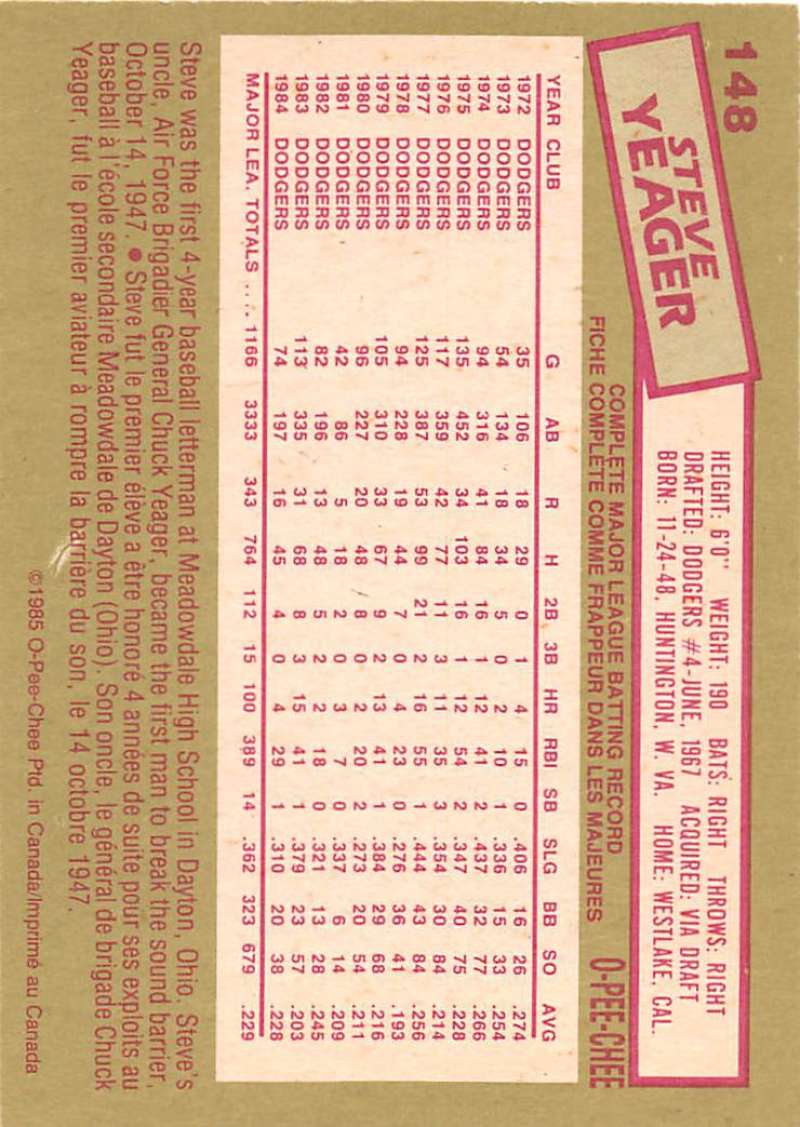 148
STEVE
YEAGER
HEIGHT: 6'0" WEIGHT: 190 BATS: RIGHT THROWS: RIGHT
DRAFTED: DODGERS #4-JUNE, 1967 ACQUIRED: VIA DRAFT
BORN: 11-24-48, HUNTINGTON, W. VA. HOME: WESTLAKE, CAL.
COMPLETE MAJOR LEAGUE BATTING RECORD
FICHE COMPLÈTE COMME FRAPPEUR DANS LES MAJEURES
O-PEE-CHEE
YEAR CLUB G AB R H 2B 3B HR RBI SB SLG BB SO AVG
1972 DODGERS 35 106 18 29 0 1 4 15 0 .406 16 26 .274
1973 DODGERS 54 134 18 34 5 0 2 10 1 .336 15 33 .254
1974 DODGERS 94 316 41 84 16 1 12 41 2 .437 32 77 .266
1975 DODGERS 135 452 34 103 16 1 12 54 2 .347 40 75 .228
1976 DODGERS 117 359 42 77 11 3 11 35 3 .354 30 84 .214
1977 DODGERS 125 387 53 99 21 2 16 55 1 .444 43 84 .256
1978 DODGERS 94 228 19 44 7 0 4 23 0 .276 36 41 .193
1979 DODGERS 105 310 33 67 9 2 13 41 1 .384 29 68 .216
1980 DODGERS 96 227 20 48 8 0 2 20 2 .273 20 54 .211
1981 DODGERS 42 86 5 18 2 0 3 7 0 .337 6 14 .209
1982 DODGERS 82 196 13 48 5 2 2 18 0 .321 13 28 .245
1983 DODGERS 113 335 31 68 8 3 15 41 1 .379 23 57 .203
1984 DODGERS 74 197 16 45 4 0 4 29 1 .310 20 38 .228
MAJOR LEA. TOTALS .... 1166 3333 343 764 112 15 100 389 14 .362 323 679 .229
Steve was the first 4-year baseball letterman at Meadowdale High School in Dayton, Ohio. Steve's
uncle, Air Force Brigadier General Chuck Yeager, became the first man to break the sound barrier,
October 14, 1947. ● Steve fut le premier élève a être honoré 4 années de suite pour ses exploits au
baseball à l'école secondaire Meadowdale de Dayton (Ohio). Son oncle, le général de brigade Chuck
Yeager, fut le premier aviateur à rompre la barrière du son, le 14 octobre 1947.
©1985 O-Pee-Chee Ptd. in Canada/Imprimé au Canada